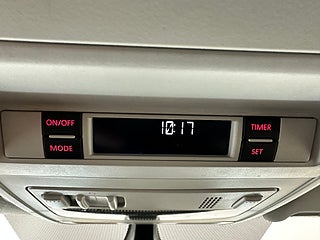 ON/OFF
10:17
TIMER
MODE
SET